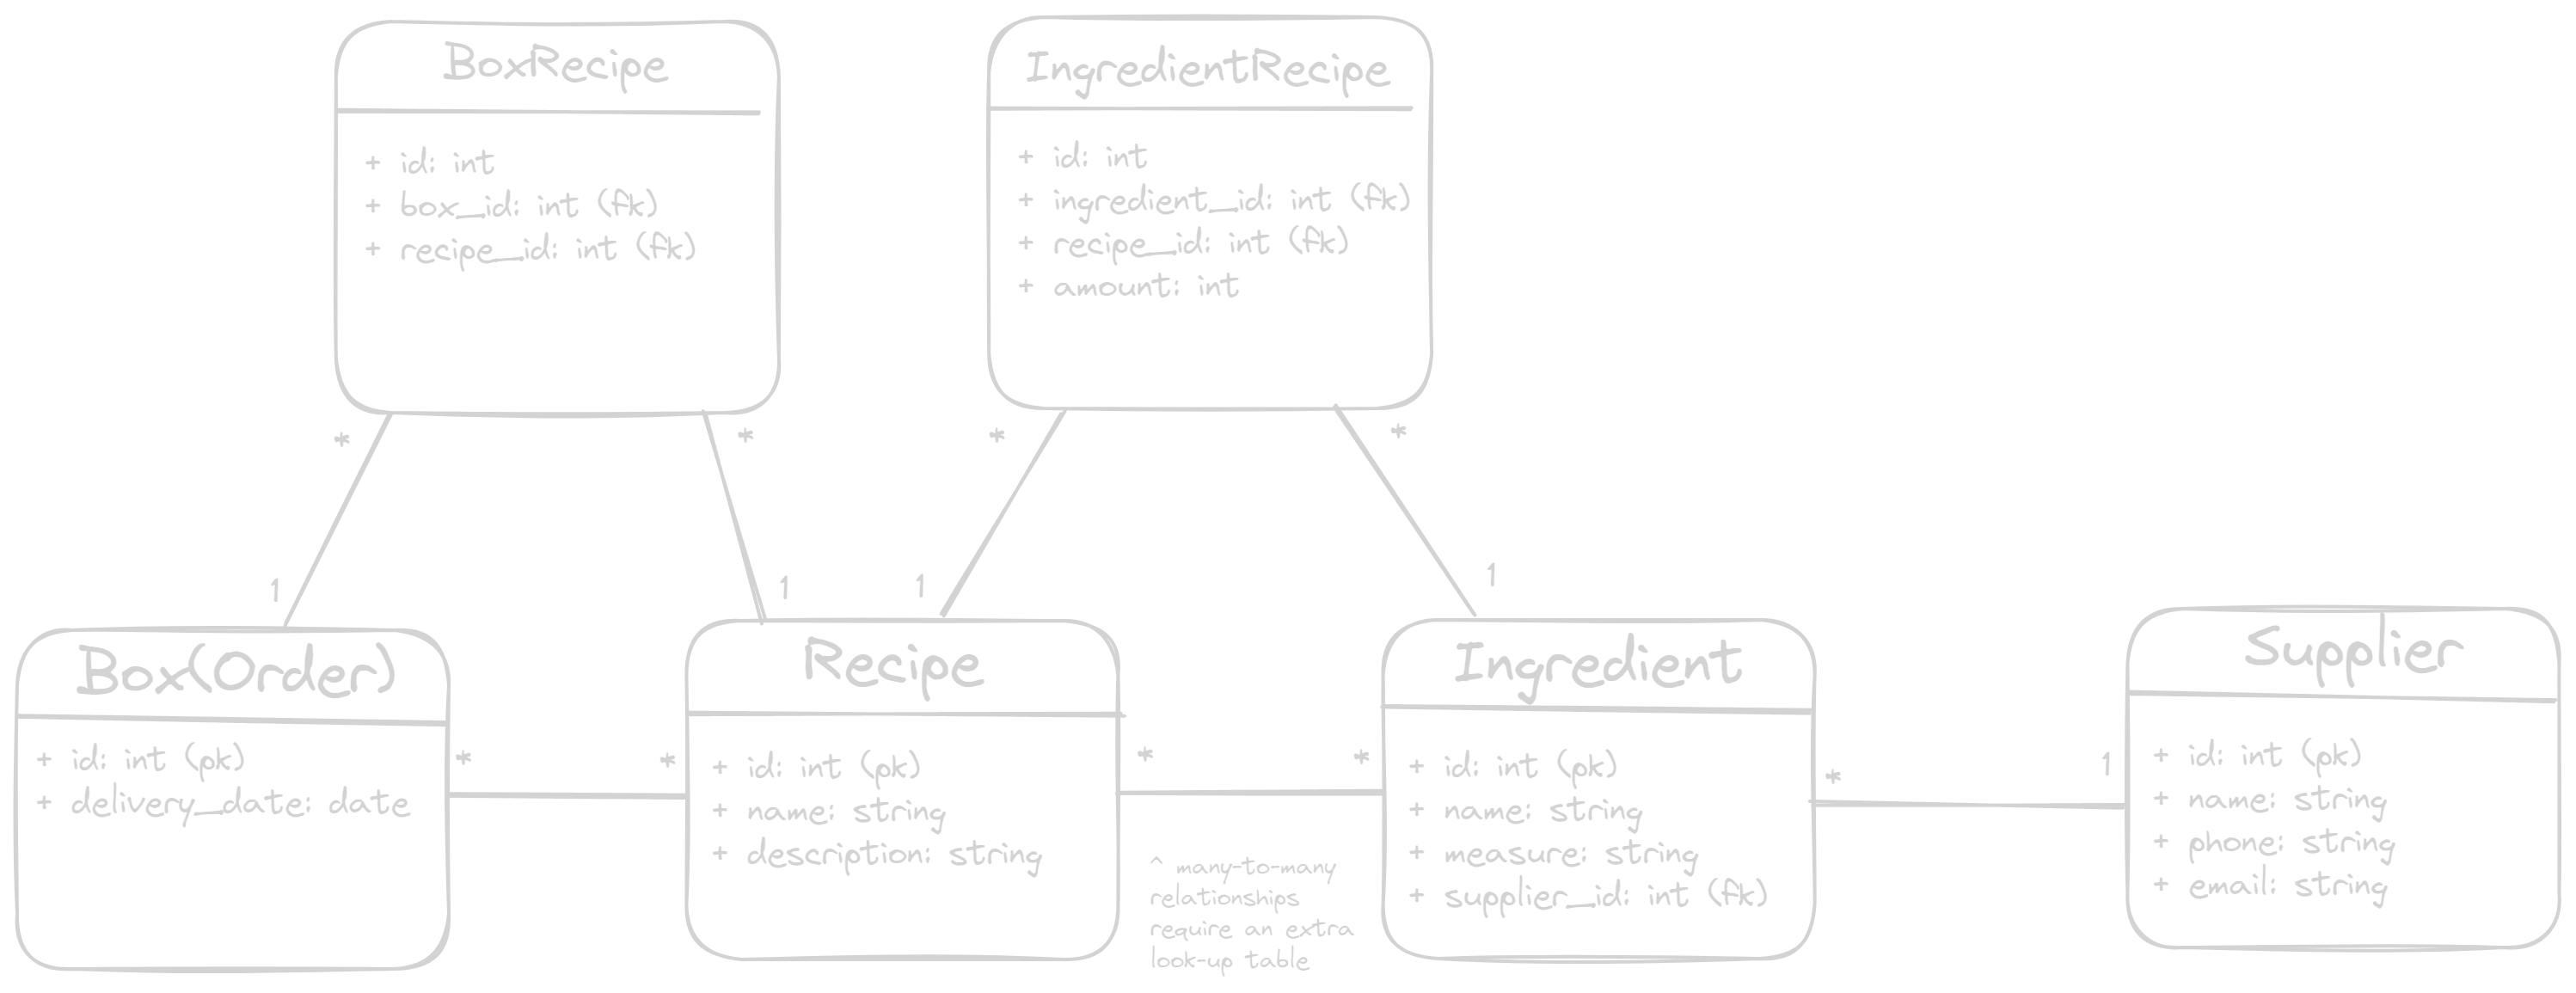 BoxRecipe
+ id: int
+ box_id: int (fk)
+ recipe_id: int (fk)
*
*
1
1
IngredientRecipe
+ id: int
+ ingredient_id: int (fk)
+ recipe_id: int (fk)
+ amount: int
*
*
1
1
Box(Order)
+ id: int (pk)
+ delivery_date: date
*
*
Recipe
+ id: int (pk)
+ name: string
+ description: string
*
*
^ many-to-many
relationships
require an extra
look-up table
Ingredient
+ id: int (pk)
+ name: string
+ measure: string
+ supplier_id: int (fk)
*
1
Supplier
+ id: int (pk)
+ name: string
+ phone: string
+ email: string